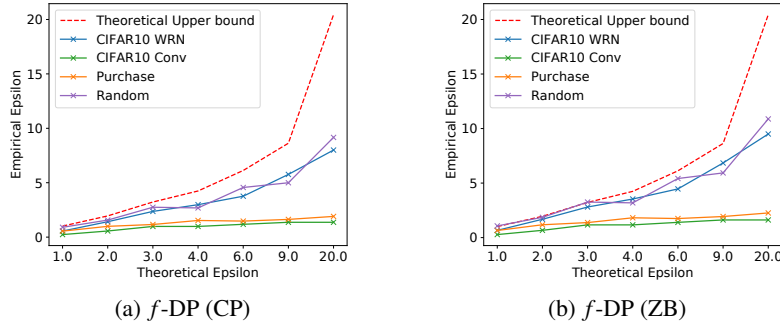 20
15
10
5
0
Empirical Epsilon
Theoretical Upper bound
CIFAR10 WRN
CIFAR10 Conv
Purchase
Random
1.0 2.0 3.0 4.0 6.0 9.0 20.0
Theoretical Epsilon
(a) f-DP (CP)
20
15
10
5
0
Empirical Epsilon
Theoretical Upper bound
CIFAR10 WRN
CIFAR10 Conv
Purchase
Random
1.0 2.0 3.0 4.0 6.0 9.0 20.0
Theoretical Epsilon
(b) f-DP (ZB)